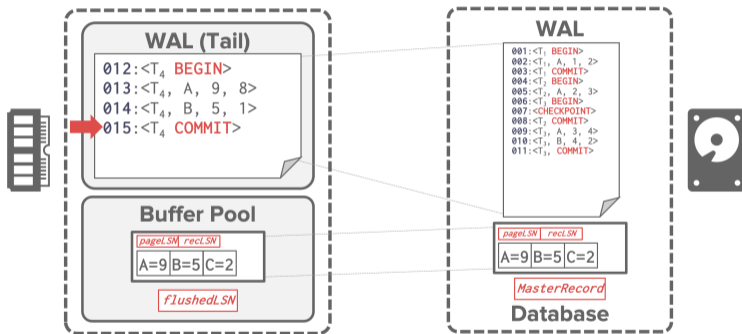 WAL (Tail)
012:<T4 BEGIN>
013:<T4, A, 9, 8>
014:<T4, B, 5, 1>
015:<T4 COMMIT>
Buffer Pool
pageLSN recLSN
A=9 B=5 C=2
flushedLSN
WAL
001:<T1 BEGIN>
002:<T1, A, 1, 2>
003:<T1 COMMIT>
004:<T2 BEGIN>
005:<T2, A, 2, 3>
006:<T3 BEGIN>
007:<CHECKPOINT>
008:<T2 COMMIT>
009:<T3, A, 3, 4>
010:<T3, B, 4, 2>
011:<T3, COMMIT>
pageLSN recLSN
A=9 B=5 C=2
MasterRecord
Database